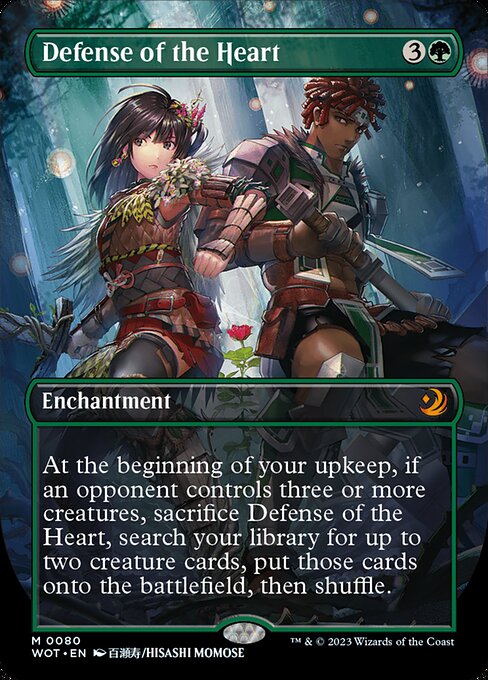 Defense of the Heart 3
Enchantment
At the beginning of your upkeep, if
an opponent controls three or more
creatures, sacrifice Defense of the
Heart, search your library for up to
two creature cards, put those cards
onto the battlefield, then shuffle.
M 0080
™ & © 2023 Wizards of the Coast
WOT • EN 百瀬寿/HISASHI MOMOSE